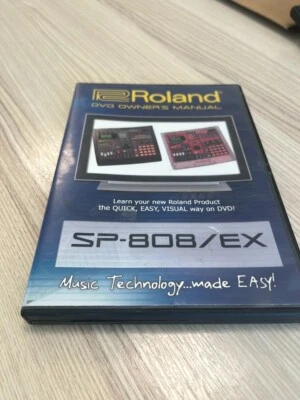 Roland
DVD OWNER'S MANUAL
Learn your new Roland Product
the QUICK, EASY, VISUAL way on DVD!
SP-808/EX
Music Technology...made EASY!